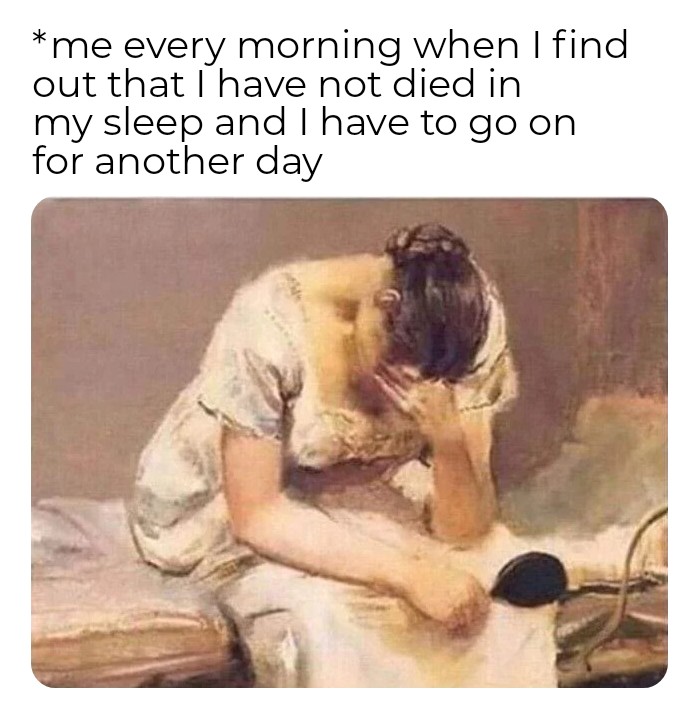 *me every morning when I find
out that I have not died in
my sleep and I have to go on
for another day